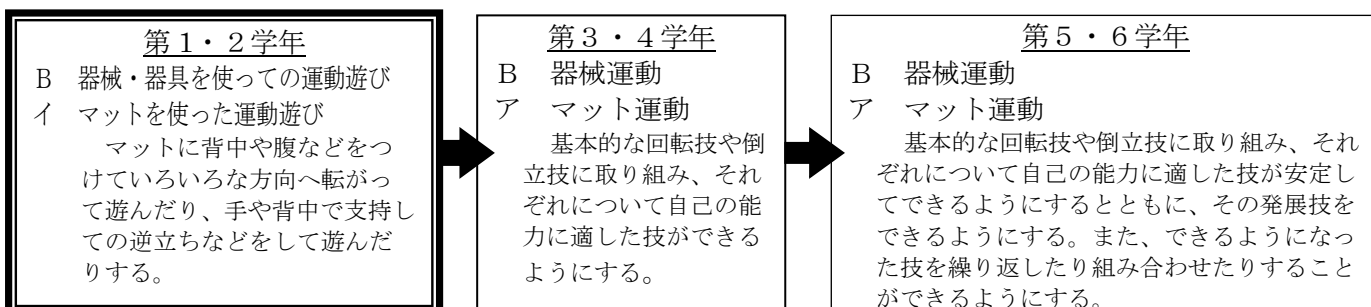 第1・2学年
B　器械・器具を使っての運動遊び
イ　マットを使った運動遊び
マットに背中や腹などをつ
けていろいろな方向へ転がっ
て遊んだり、手や背中で支持し
ての逆立ちなどをして遊んだ
りする。
第3・4学年
B　器械運動
ア　マット運動
基本的な回転技や倒
立技に取り組み、それ
ぞれについて自己の能
力に適した技ができる
ようにする。
第5・6学年
B　器械運動
ア　マット運動
基本的な回転技や倒立技に取り組み、それ
ぞれについて自己の能力に適した技が安定し
てできるようにするとともに、その発展技を
できるようにする。また、できるようになっ
た技を繰り返したり組み合わせたりすること
ができるようにする。